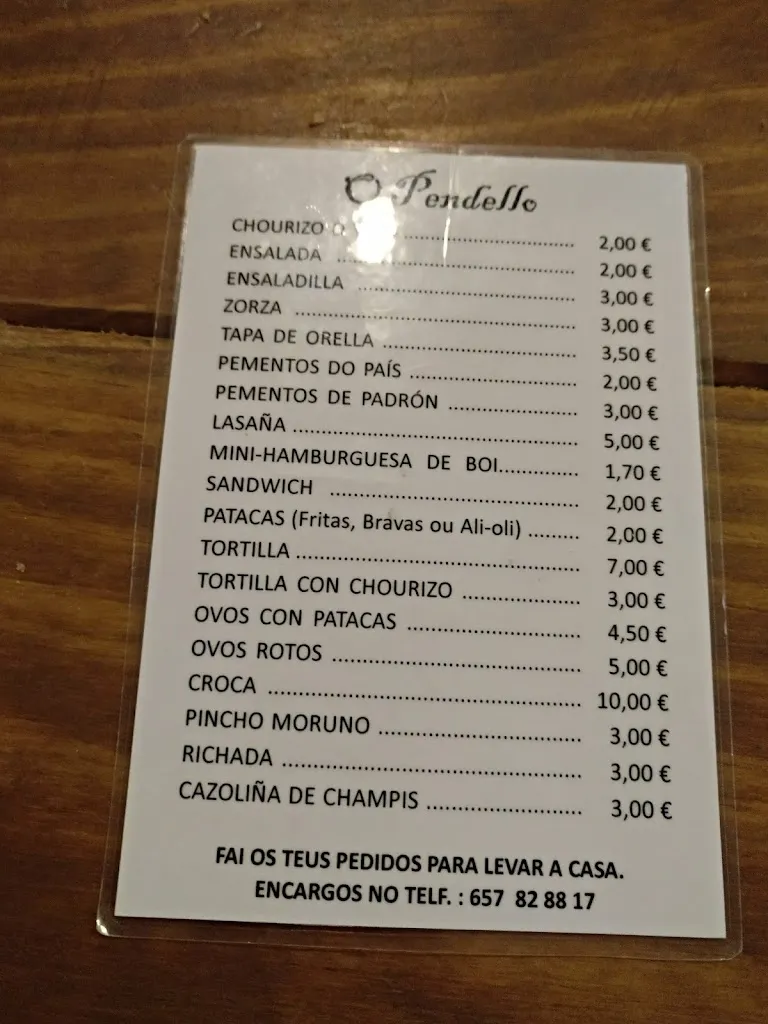 O Pendello
CHOURIZO O ........ 2,00 €
ENSALADA ........ 2,00 €
ENSALADILLA ........ 3,00 €
ZORZA ........ 3,00 €
TAPA DE ORELLA ........ 3,50 €
PEMENTOS DO PAÍS ........ 2,00 €
PEMENTOS DE PADRÓN ........ 3,00 €
LASAÑA ........ 5,00 €
MINI-HAMBURGUESA DE BOI........ 1,70 €
SANDWICH ........ 2,00 €
PATACAS (Fritas, Bravas ou Ali-oli) ........ 2,00 €
TORTILLA ........ 7,00 €
TORTILLA CON CHOURIZO ........ 3,00 €
OVOS CON PATACAS ........ 4,50 €
OVOS ROTOS ........ 5,00 €
CROCA ........ 10,00 €
PINCHO MORUNO ........ 3,00 €
RICHADA ........ 3,00 €
CAZOLIÑA DE CHAMPIS ........ 3,00 €
FAI OS TEUS PEDIDOS PARA LEVAR A CASA.
ENCARGOS NO TELF. : 657 82 88 17